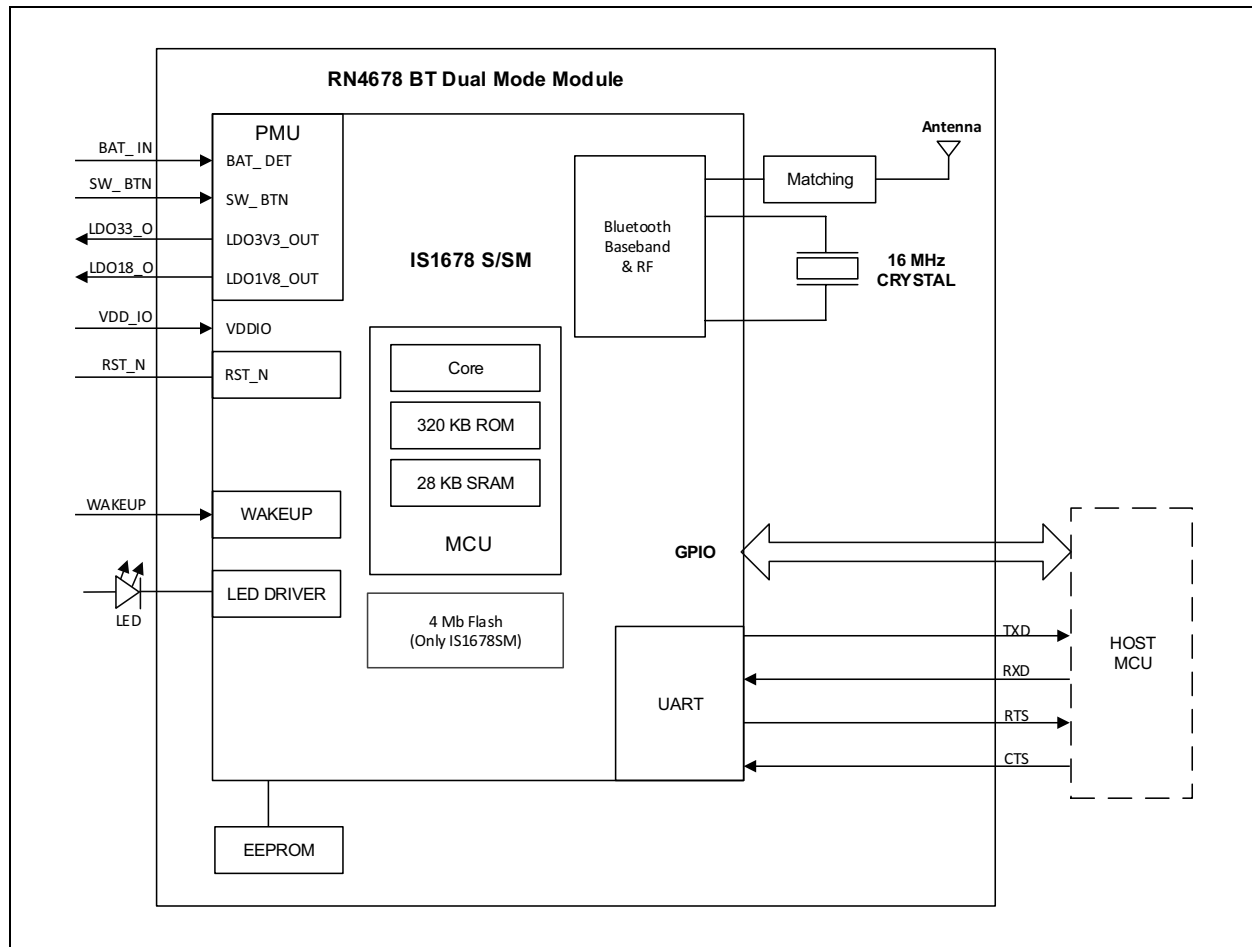 RN4678 BT Dual Mode Module
PMU
Antenna
BAT_ IN
BAT_ DET
SW_ BTN
SW_ BTN
Matching
LDO33_O
LDO3V3_OUT
LDO18_O
LDO1V8_OUT
IS1678 S/SM
Bluetooth
Baseband
& RF
16 MHz
CRYSTAL
VDD_IO
VDDIO
RST_N
RST_N
Core
320 KB ROM
28 KB SRAM
MCU
WAKEUP
WAKEUP
GPIO
LED DRIVER
LED
4 Mb Flash
(Only IS1678SM)
UART
TXD
RXD
RTS
CTS
HOST
MCU
EEPROM